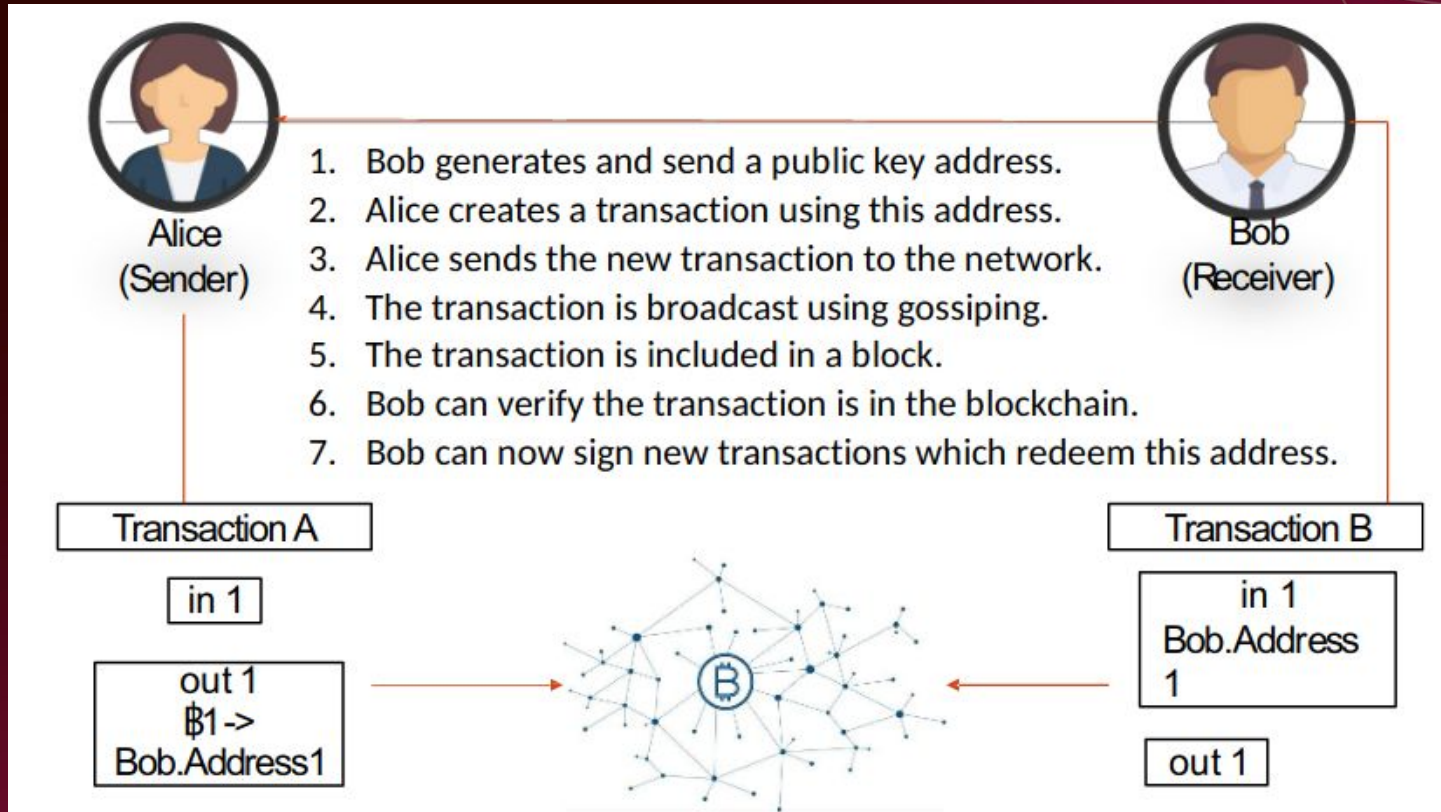 1. Bob generates and send a public key address.
2. Alice creates a transaction using this address.
3. Alice sends the new transaction to the network.
4. The transaction is broadcast using gossiping.
5. The transaction is included in a block.
6. Bob can verify the transaction is in the blockchain.
7. Bob can now sign new transactions which redeem this address.
Alice
(Sender)
Bob
(Receiver)
Transaction A
in 1
out 1
₿1->
Bob.Address1
Transaction B
in 1
Bob.Address
1
out 1